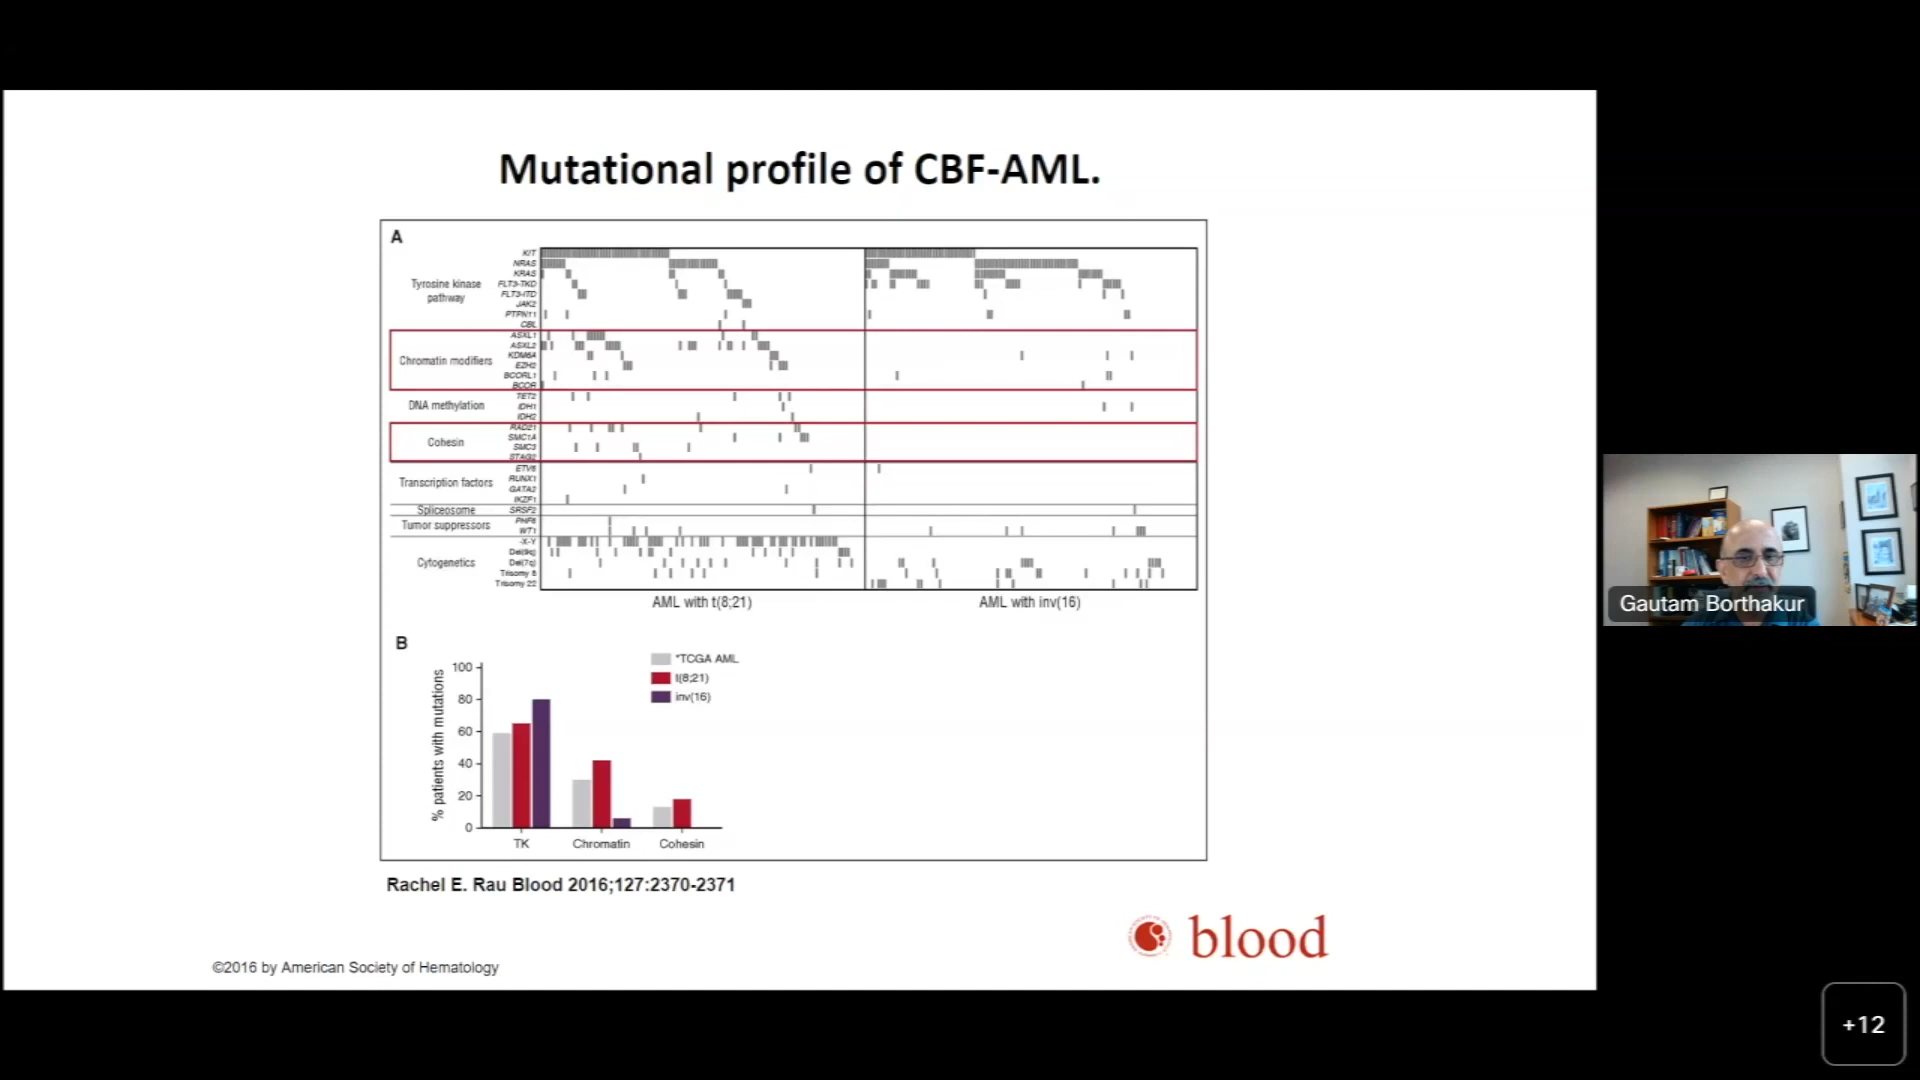 Mutational profile of CBF-AML.
A
Tyrosine kinase pathway
KIT
NRAS
KRAS
FLT3-TKD
FLT3-ITD
JAK2
PTPN11
CBL
Chromatin modifiers
ASXL1
ASXL2
KDM6A
EZH2
BCORL1
BCOR
DNA methylation
TET2
IDH1
IDH2
Cohesin
RAD21
SMC1A
SMC3
STAG2
Transcription factors
ETV6
RUNX1
GATA2
IKZF1
Spliceosome
SRSF2
Tumor suppressors
PHF6
WT1
Cytogenetics
-X-Y
Del(9q)
Del(7q)
Trisomy 8
Trisomy 22
AML with t(8;21)
AML with inv(16)
B
% patients with mutations
100
80
60
40
20
0
*TCGA AML
t(8;21)
inv(16)
TK
Chromatin
Cohesin
Rachel E. Rau Blood 2016;127:2370-2371
blood
©2016 by American Society of Hematology
Gautam Borthakur
+12